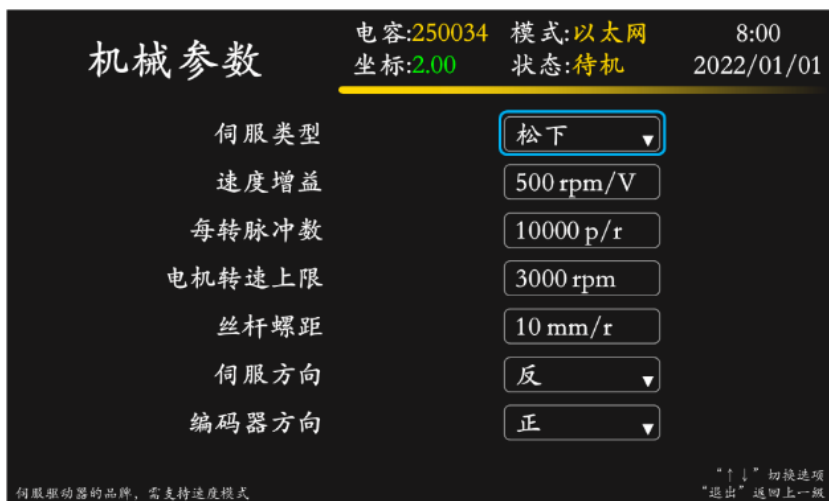 机械参数
电容:250034 模式:以太网 8:00
坐标:2.00 状态:待机 2022/01/01
伺服类型 松下
速度增益 500 rpm/V
每转脉冲数 10000 p/r
电机转速上限 3000 rpm
丝杆螺距 10 mm/r
伺服方向 反
编码器方向 正
伺服驱动器的品牌，需支持速度模式
“↑↓”切换选项
“退出”返回上一级